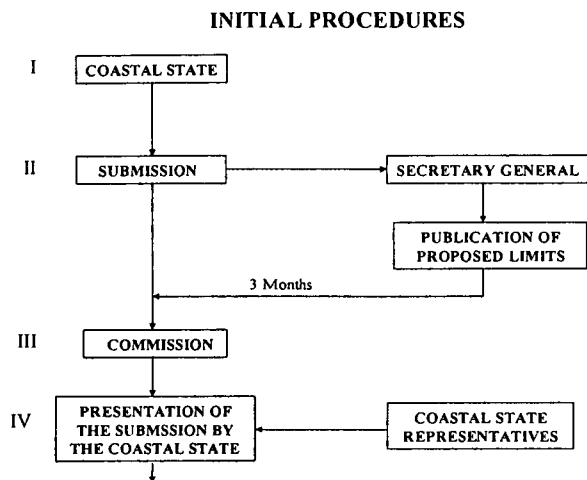 INITIAL PROCEDURES
I
COASTAL STATE
II
SUBMISSION
SECRETARY GENERAL
PUBLICATION OF
PROPOSED LIMITS
3 Months
III
COMMISSION
IV
PRESENTATION OF
THE SUBMSSION BY
THE COASTAL STATE
COASTAL STATE
REPRESENTATIVES